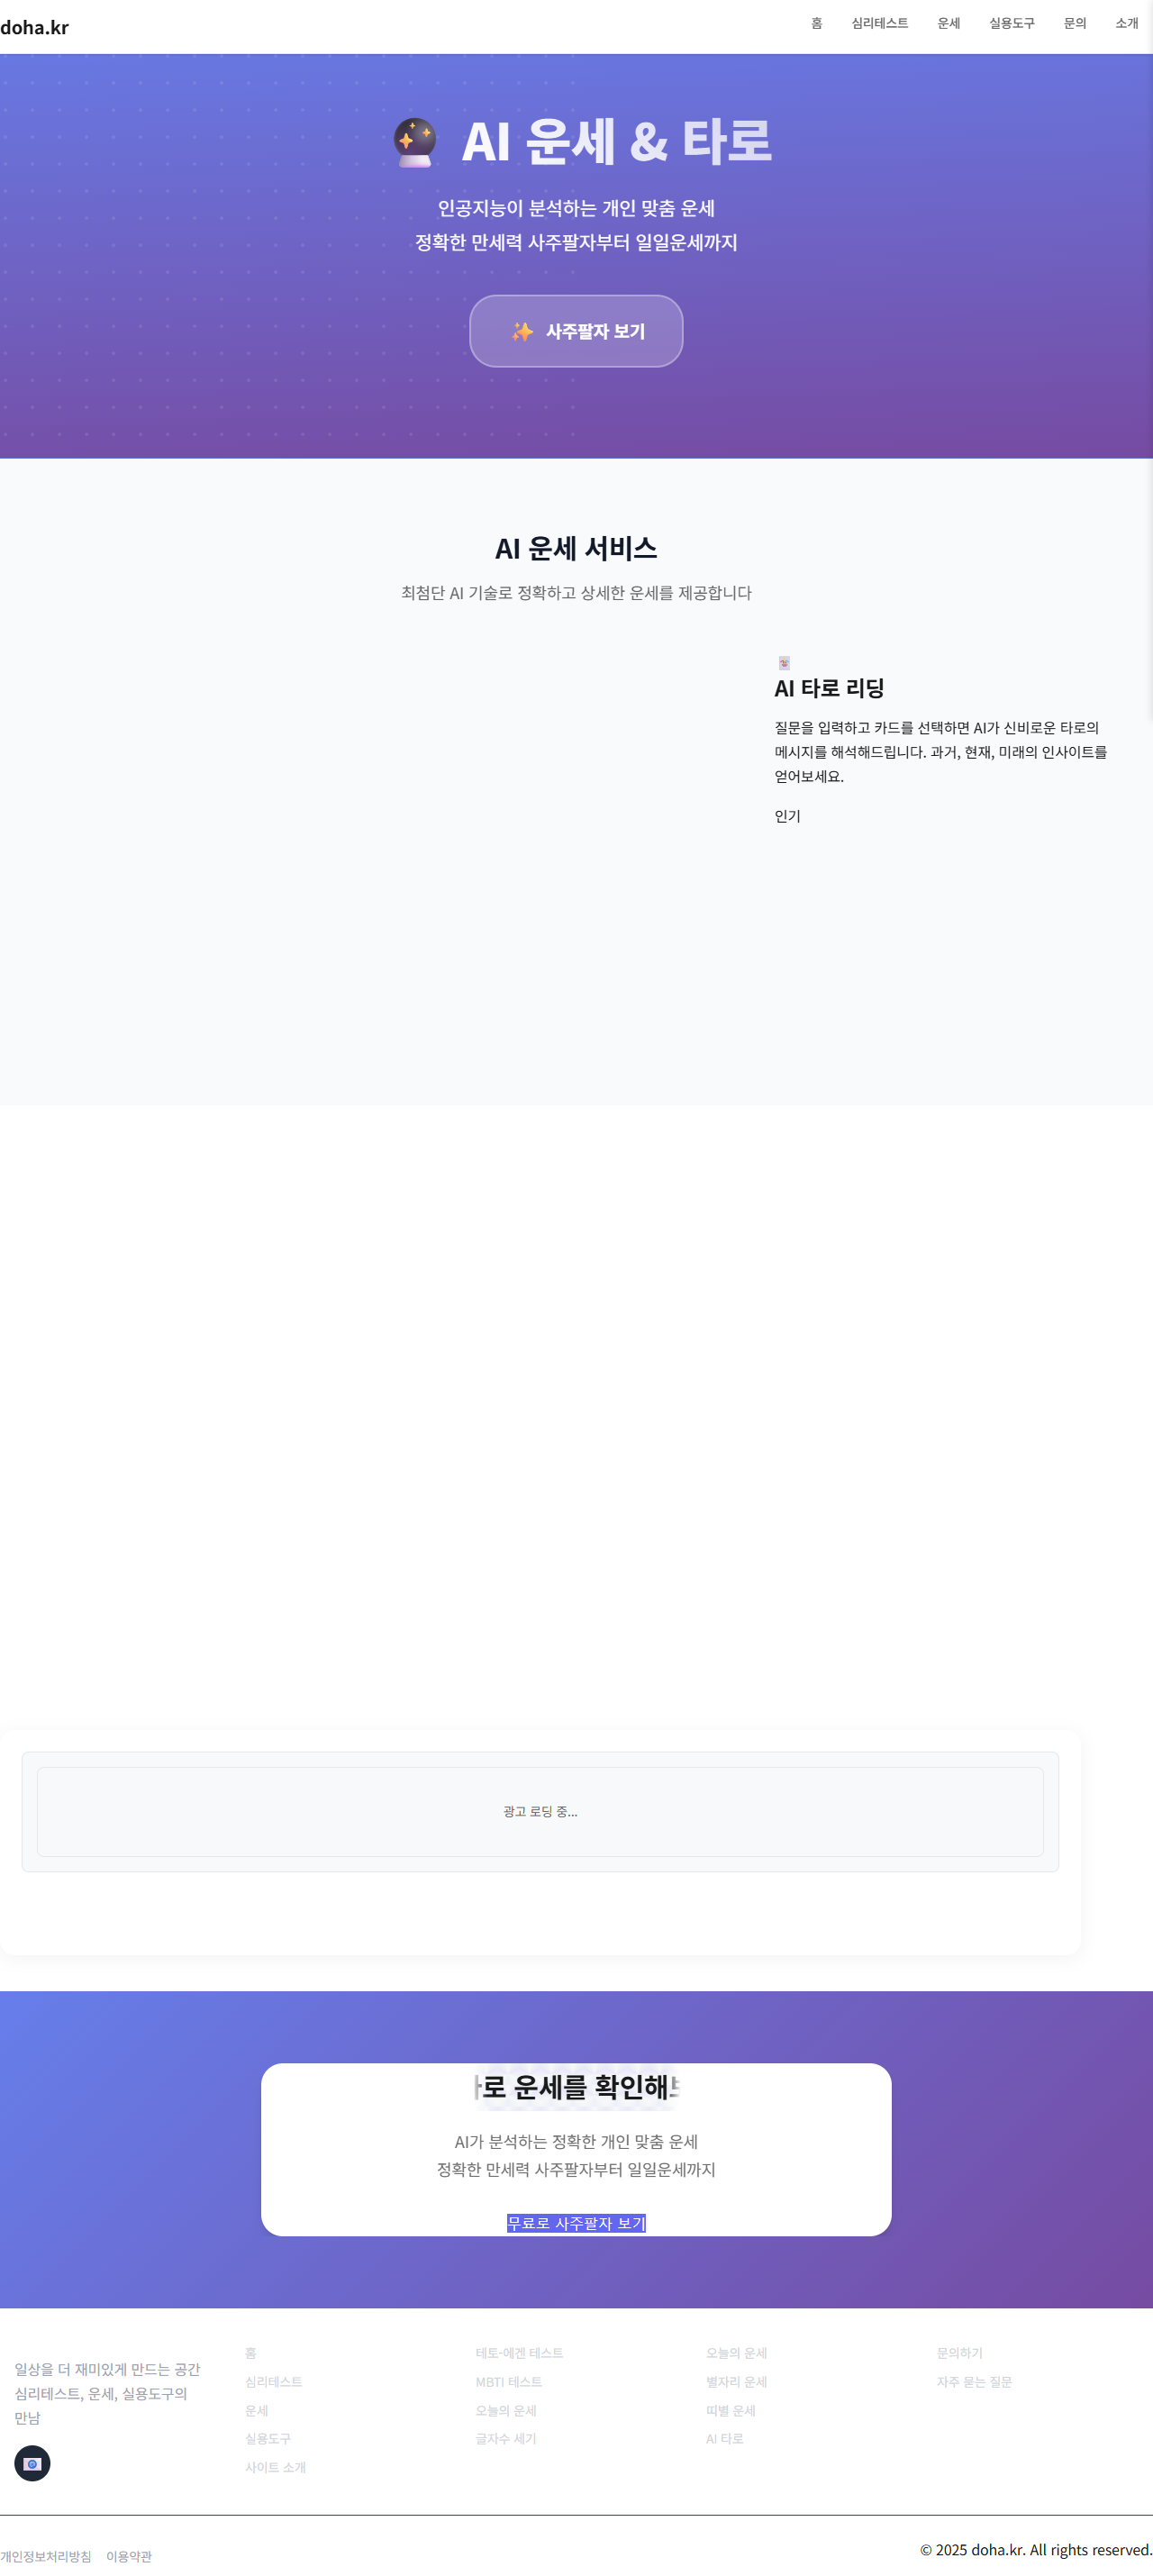 doha.kr
홈 심리테스트 운세 실용도구 문의 소개
AI 운세 & 타로
인공지능이 분석하는 개인 맞춤 운세
정확한 만세력 사주팔자부터 일일운세까지
사주팔자 보기
AI 운세 서비스
최첨단 AI 기술로 정확하고 상세한 운세를 제공합니다
AI 타로 리딩
질문을 입력하고 카드를 선택하면 AI가 신비로운 타로의
메시지를 해석해드립니다. 과거, 현재, 미래의 인사이트를
얻어보세요.
인기
광고 로딩 중...
로 운세를 확인해
AI가 분석하는 정확한 개인 맞춤 운세
정확한 만세력 사주팔자부터 일일운세까지
무료로 사주팔자 보기
일상을 더 재미있게 만드는 공간
심리테스트, 운세, 실용도구의
만남
홈
심리테스트
운세
실용도구
사이트 소개
테토-에겐 테스트
MBTI 테스트
오늘의 운세
글자수 세기
오늘의 운세
별자리 운세
띠별 운세
AI 타로
문의하기
자주 묻는 질문
개인정보처리방침 이용약관
© 2025 doha.kr. All rights reserved.